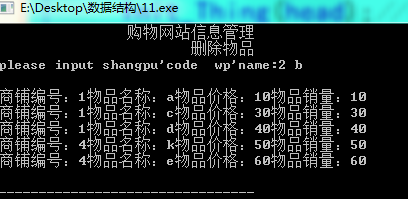 Thing(head);//
E:\Desktop\数据结构\11.exe
购物网站信息管理
删除物品
please input shangpu'code  wp'name:2 b
商铺编号：1物品名称：a物品价格：10物品销量：10
商铺编号：1物品名称：c物品价格：30物品销量：30
商铺编号：1物品名称：d物品价格：40物品销量：40
商铺编号：4物品名称：k物品价格：50物品销量：50
商铺编号：4物品名称：e物品价格：60物品销量：60
--------------------------------